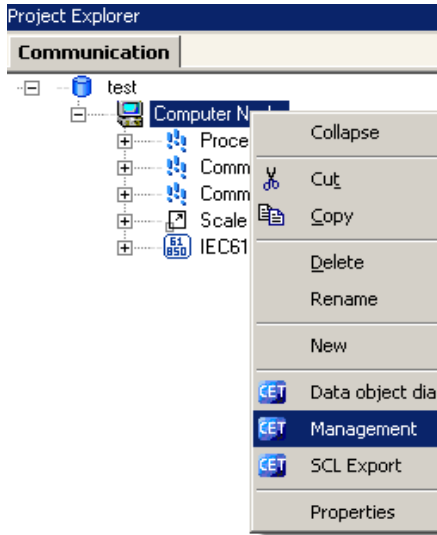 Project Explorer
Communication
test
Computer
Collapse
Proce
Comm
Cut
Comm
Copy
Scale
IEC61
61
850
Delete
Rename
New
CET Data object dia
CET Management
CET SCL Export
Properties